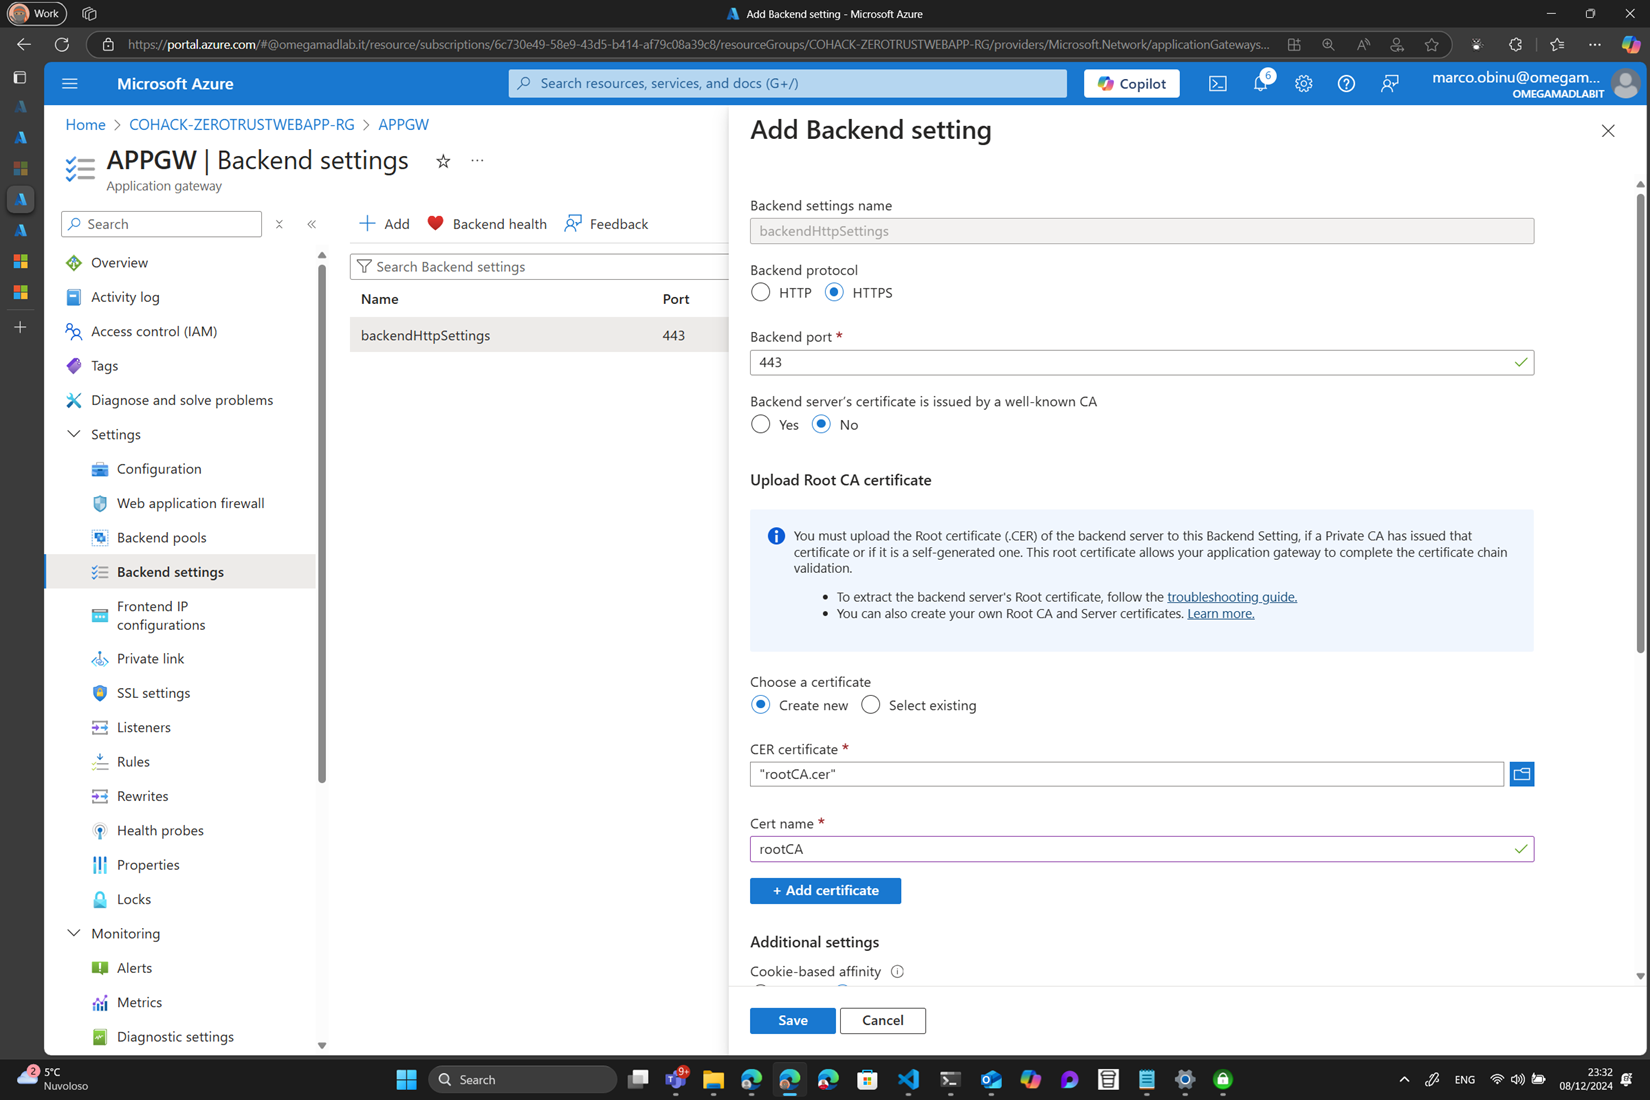 Work
Add Backend setting - Microsoft Azure
https://portal.azure.com/#@omegamadlab.it/resource/subscriptions/6c730e49-58e9-43d5-b414-af79c08a39c8/resourceGroups/COHACK-ZEROTRUSTWEBAPP-RG/providers/Microsoft.Network/applicationGateways...
Microsoft Azure
Search resources, services, and docs (G+/)
Copilot
6
marco.obinu@omegam...
OMEGAMADLABIT
Home > COHACK-ZEROTRUSTWEBAPP-RG > APPGW
APPGW | Backend settings
Application gateway
Search
Overview
Activity log
Access control (IAM)
Tags
Diagnose and solve problems
Settings
Configuration
Web application firewall
Backend pools
Backend settings
Frontend IP
configurations
Private link
SSL settings
Listeners
Rules
Rewrites
Health probes
Properties
Locks
Monitoring
Alerts
Metrics
Diagnostic settings
Add
Backend health
Feedback
Search Backend settings
Name Port
backendHttpSettings 443
Add Backend setting
Backend settings name
backendHttpSettings
Backend protocol
HTTP HTTPS
Backend port *
443
Backend server's certificate is issued by a well-known CA
Yes No
Upload Root CA certificate
You must upload the Root certificate (.CER) of the backend server to this Backend Setting, if a Private CA has issued that
certificate or if it is a self-generated one. This root certificate allows your application gateway to complete the certificate chain
validation.
• To extract the backend server's Root certificate, follow the troubleshooting guide.
• You can also create your own Root CA and Server certificates. Learn more.
Choose a certificate
Create new Select existing
CER certificate *
"rootCA.cer"
Cert name *
rootCA
+ Add certificate
Additional settings
Cookie-based affinity
Save Cancel
2
5°C
Nuvoloso
Search
9+
ENG
23:32
08/12/2024